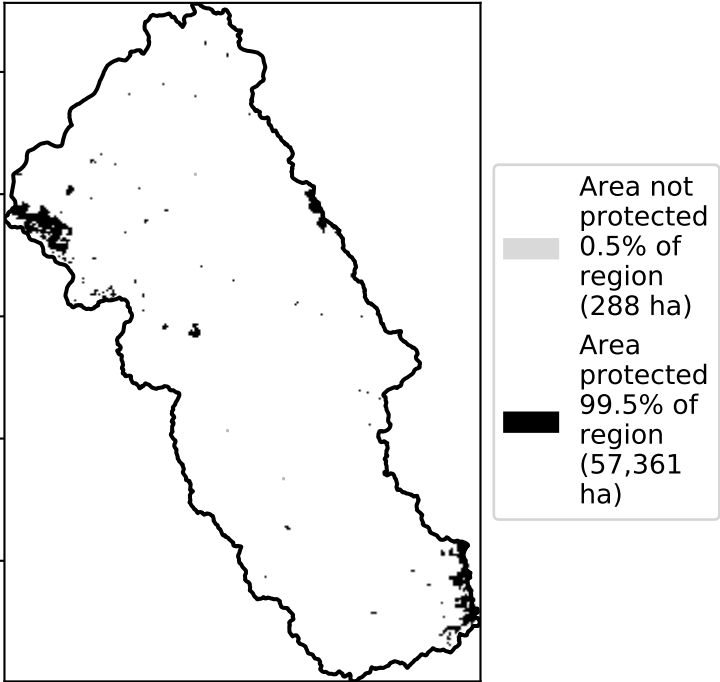 Area not
protected
0.5% of
region
(288 ha)
Area
protected
99.5% of
region
(57,361
ha)